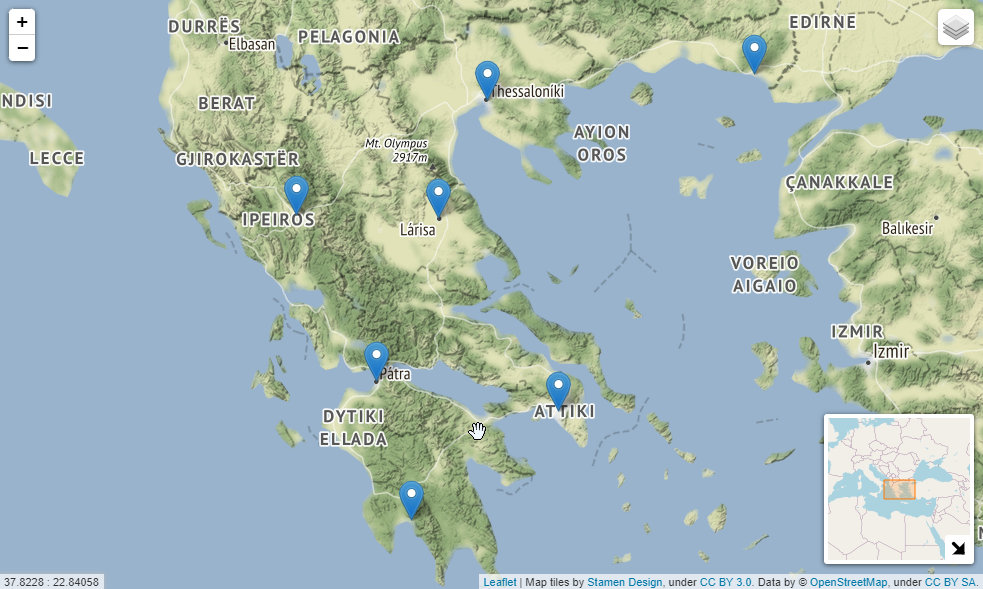 +
−
DURRËS
Elbasan
PELAGONIA
EDIRNE
Thessaloníki
NDISI
BERAT
AYION
OROS
Mt. Olympus
2917m
LECCE
GJIROKASTËR
ÇANAKKALE
IPEIROS
Lárisa
Balıkesir
VOREIO
AIGAIO
IZMIR
Izmir
Pátra
DYTIKI
ELLADA
ATTIKI
37.8228 : 22.84058
Leaflet | Map tiles by Stamen Design, under CC BY 3.0. Data by © OpenStreetMap, under CC BY SA.